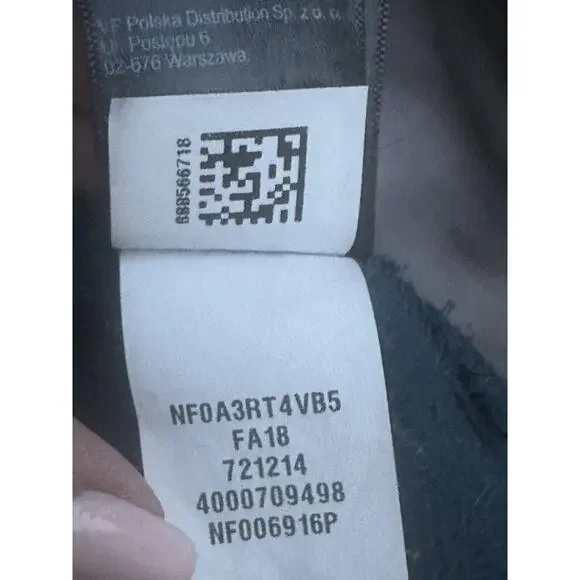 VF Polska Distribution Sp. z o. o.
Ul. Postępu 6
02-676 Warszawa
688566718
NF0A3RT4VB5
FA18
721214
4000709498
NF006916P